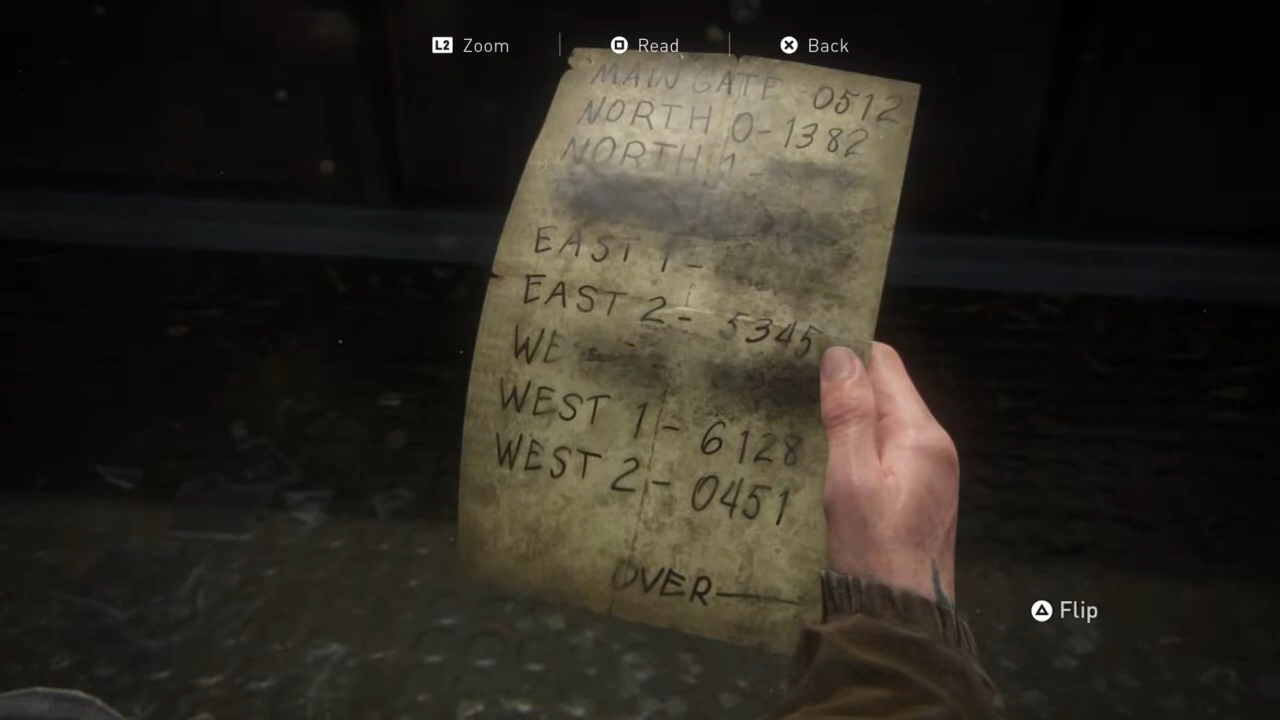 L2 Zoom
Read
Back
MAIN GATE 0512
NORTH 0- 1382
NORTH 1
EAST 1 -
EAST 2 - 5345
WE
WEST 1 - 6128
WEST 2 - 0451
OVER
Flip